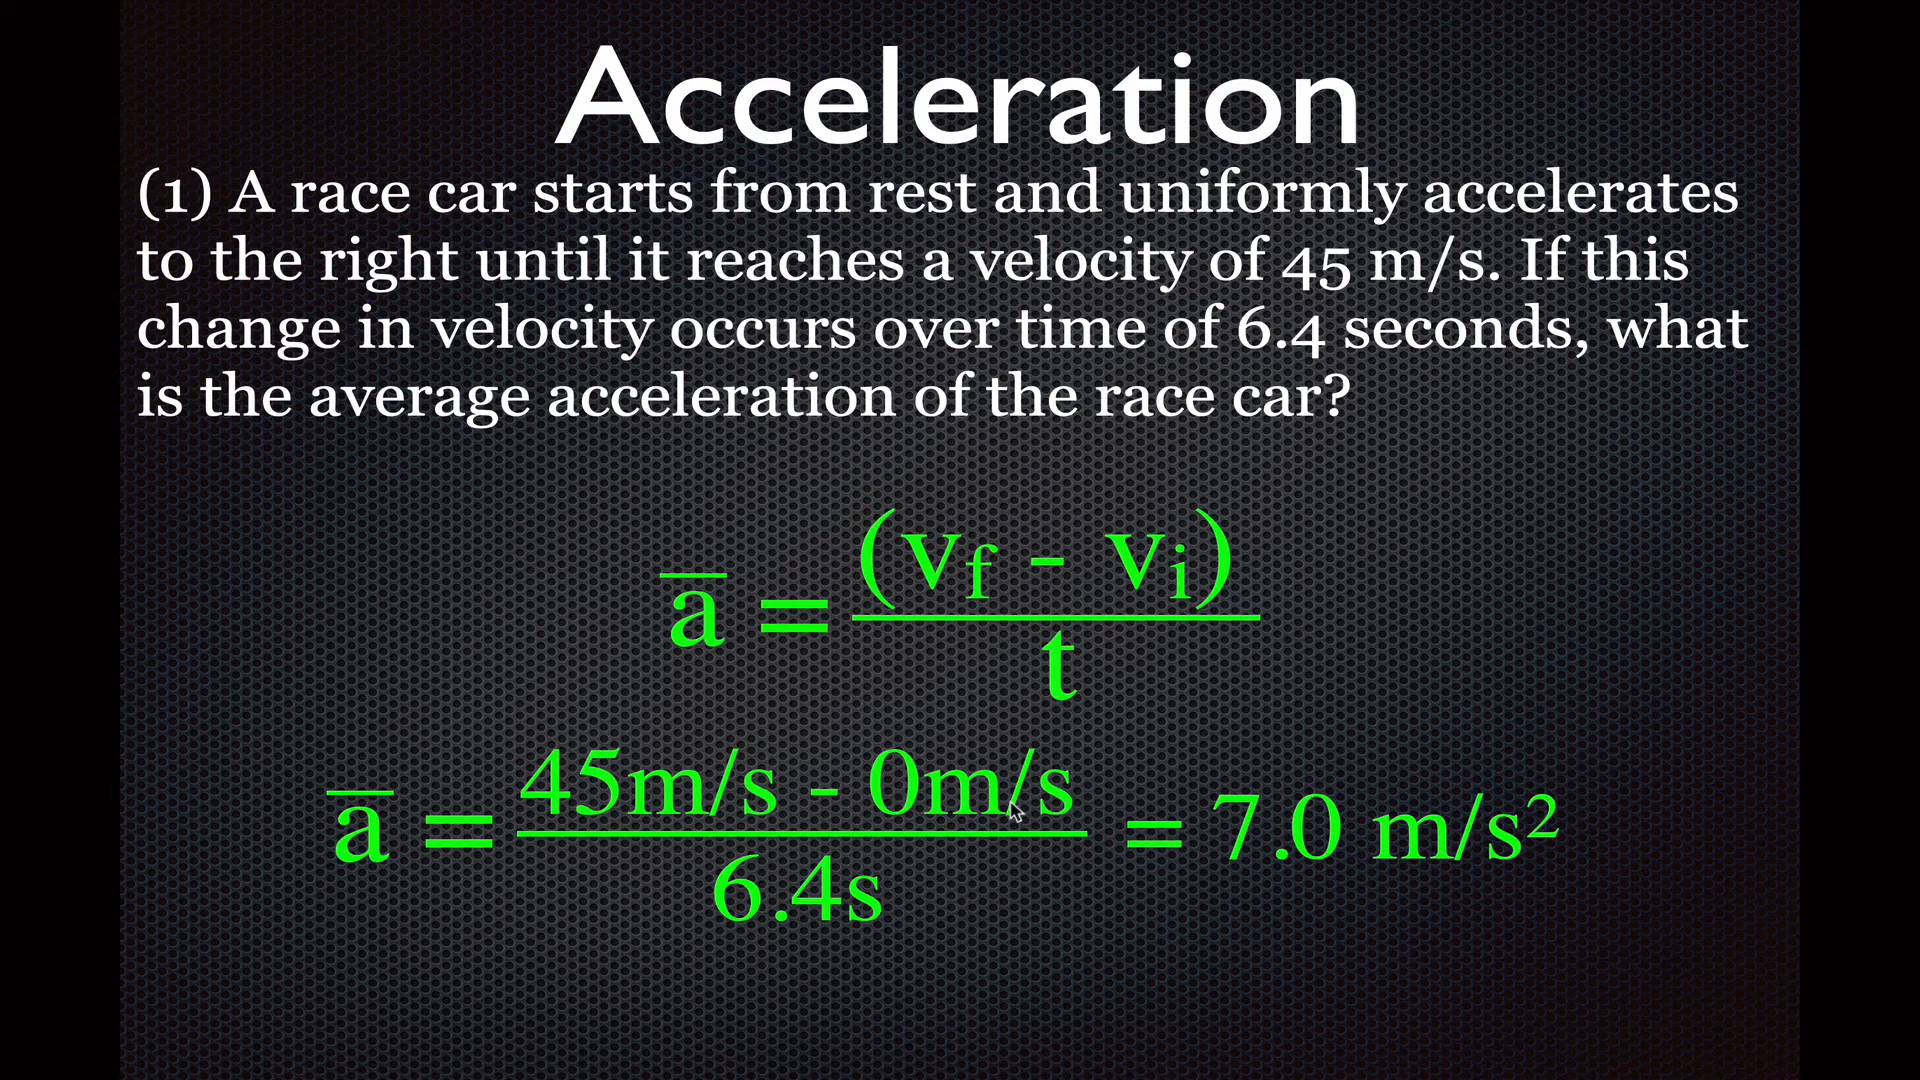 Acceleration
(1) A race car starts from rest and uniformly accelerates
to the right until it reaches a velocity of 45 m/s. If this
change in velocity occurs over time of 6.4 seconds, what
is the average acceleration of the race car?
a̅ = (v_f - v_i)
t
a̅ = 45m/s - 0m/s = 7.0 m/s²
6.4s